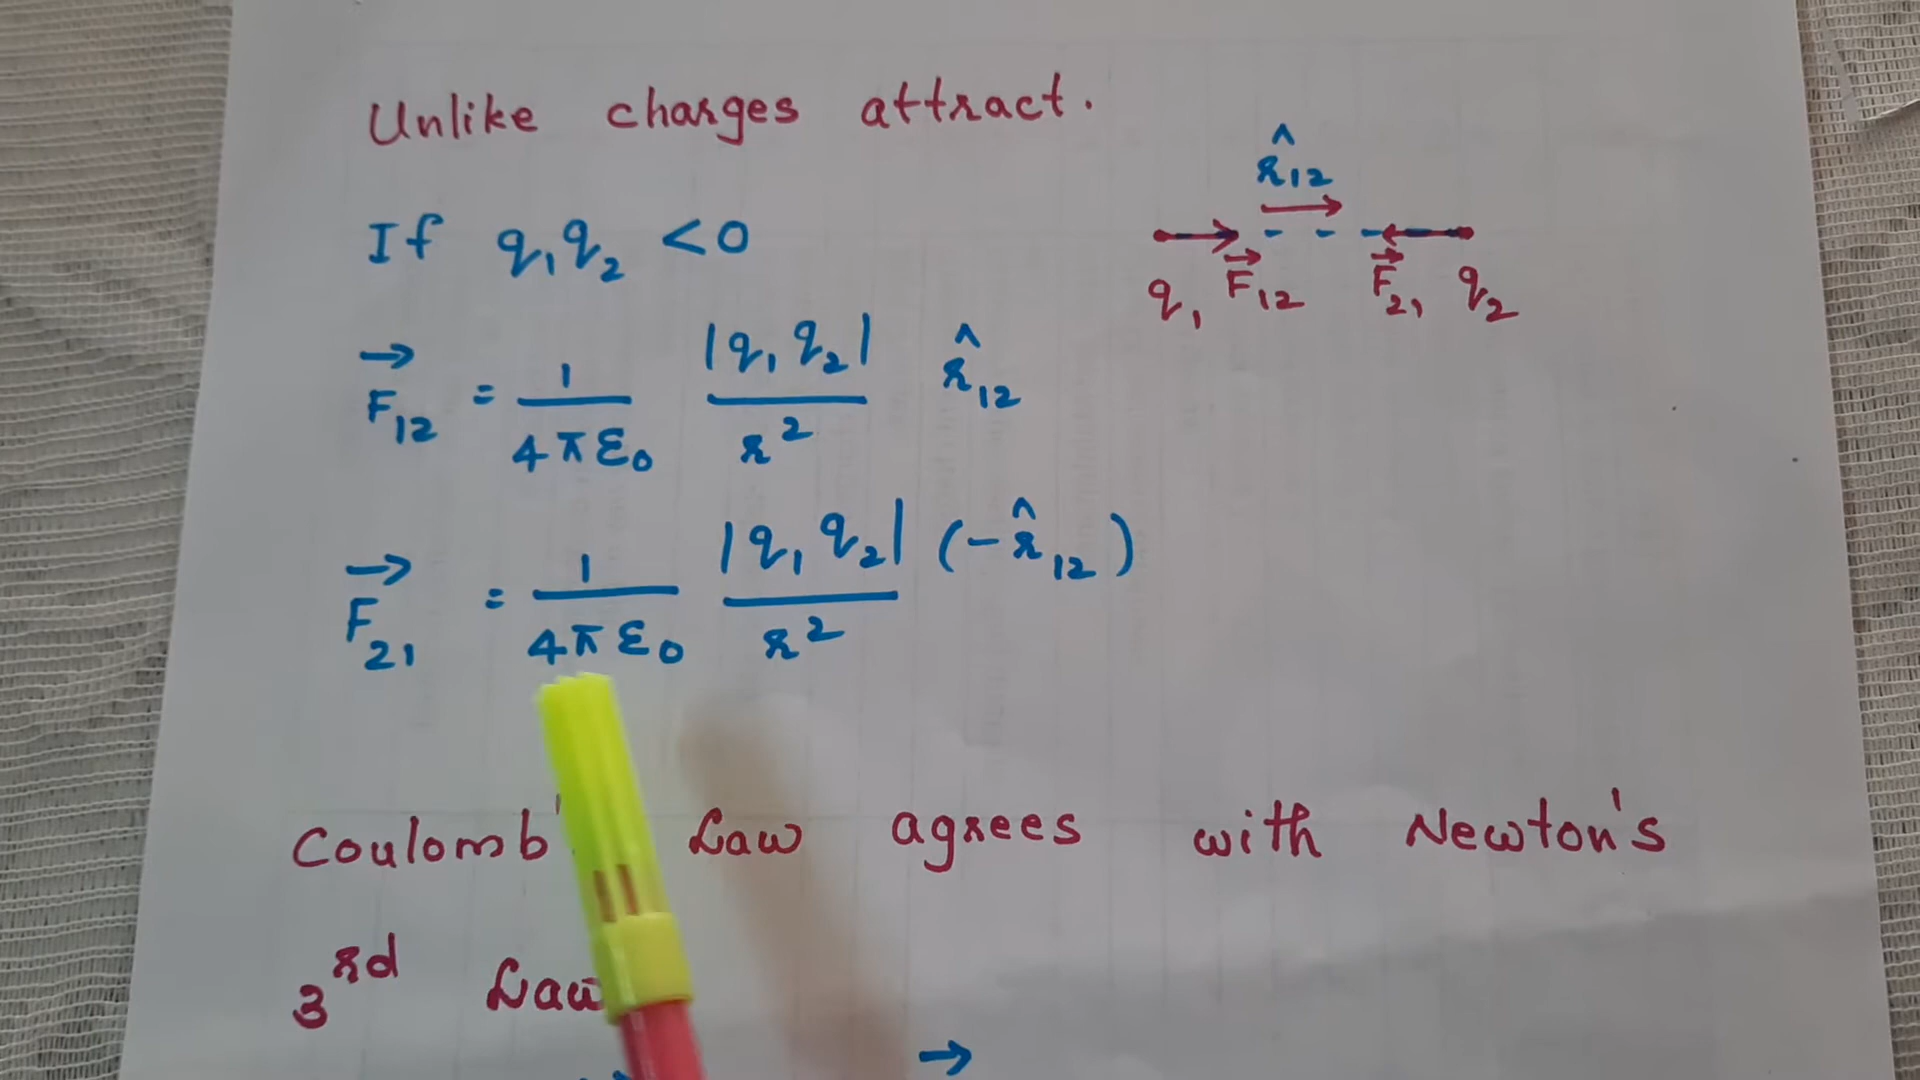 Unlike charges attract.
r̂₁₂
If q₁q₂ < 0
q₁ F⃗₁₂ F⃗₂₁ q₂
F⃗₁₂ = 1/(4πε₀) |q₁q₂|/r² r̂₁₂
F⃗₂₁ = 1/(4πε₀) |q₁q₂|/r² (-r̂₁₂)
Coulomb' Law agrees with Newton's
3rd Law